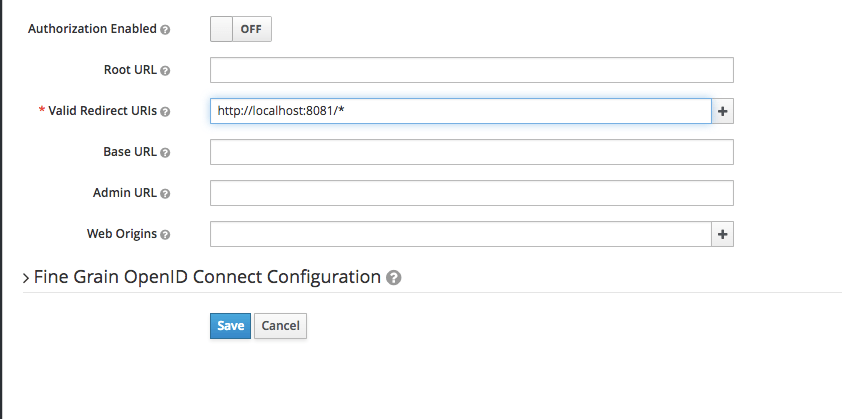 Authorization Enabled
OFF
Root URL
* Valid Redirect URIs
http://localhost:8081/*
Base URL
Admin URL
Web Origins
Fine Grain OpenID Connect Configuration
Save Cancel